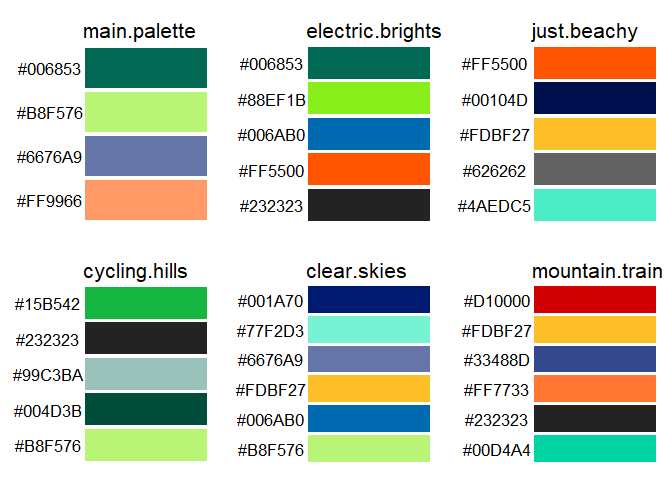 main.palette
#006853
#B8F576
#6676A9
#FF9966
electric.brights
#006853
#88EF1B
#006AB0
#FF5500
#232323
just.beachy
#FF5500
#00104D
#FDBF27
#626262
#4AEDC5
cycling.hills
#15B542
#232323
#99C3BA
#004D3B
#B8F576
clear.skies
#001A70
#77F2D3
#6676A9
#FDBF27
#006AB0
#B8F576
mountain.train
#D10000
#FDBF27
#33488D
#FF7733
#232323
#00D4A4